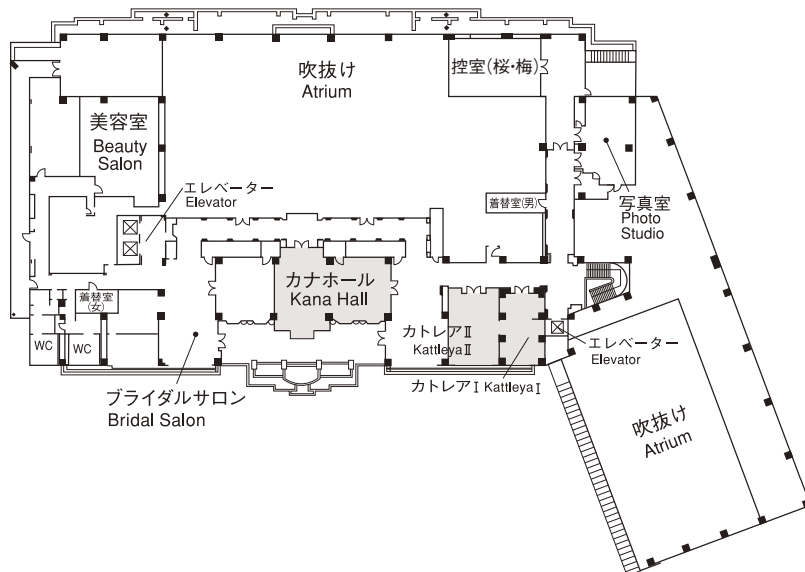 吹抜け
Atrium
控室(桜・梅)
美容室
Beauty
Salon
エレベーター
Elevator
着替室(男)
写真室
Photo
Studio
カナホール
Kana Hall
着替室
(女)
WC
WC
カトレアⅡ
Kattleya Ⅱ
エレベーター
Elevator
カトレアⅠ Kattleya Ⅰ
ブライダルサロン
Bridal Salon
吹抜け
Atrium